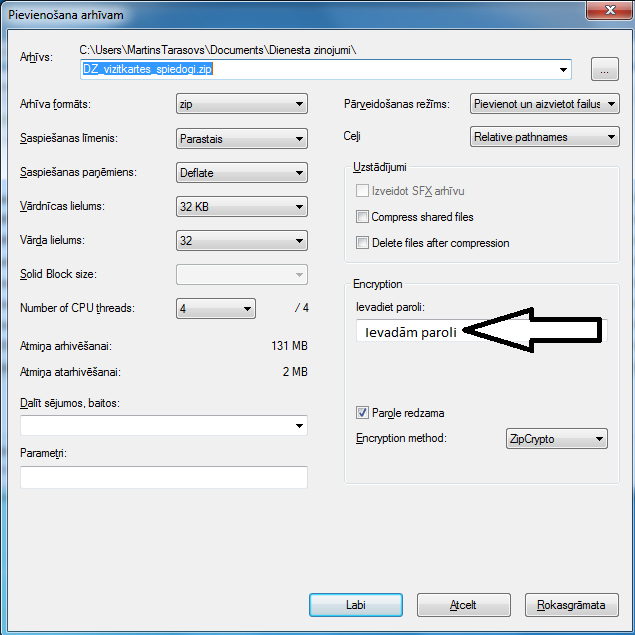 Pievienošana arhīvam
Arhīvs:
C:\Users\MartinsTarasovs\Documents\Dienesta zinojumi\
DZ_vizitkartes_spiedogi.zip
...
Arhīva formāts:
zip
Saspiešanas līmenis:
Parastais
Saspiešanas paņēmiens:
Deflate
Vārdnīcas lielums:
32 KB
Vārda lielums:
32
Solid Block size:
Number of CPU threads:
4
/ 4
Atmiņa arhivēšanai:
131 MB
Atmiņa atarhivēšanai:
2 MB
Dalīt sējumos, baitos:
Parametri:
Pārveidošanas režīms:
Pievienot un aizvietot failus
Ceļi
Relative pathnames
Uzstādījumi
Izveidot SFX arhīvu
Compress shared files
Delete files after compression
Encryption
Ievadiet paroli:
Ievadām paroli
Parole redzama
Encryption method:
ZipCrypto
Labi
Atcelt
Rokasgrāmata